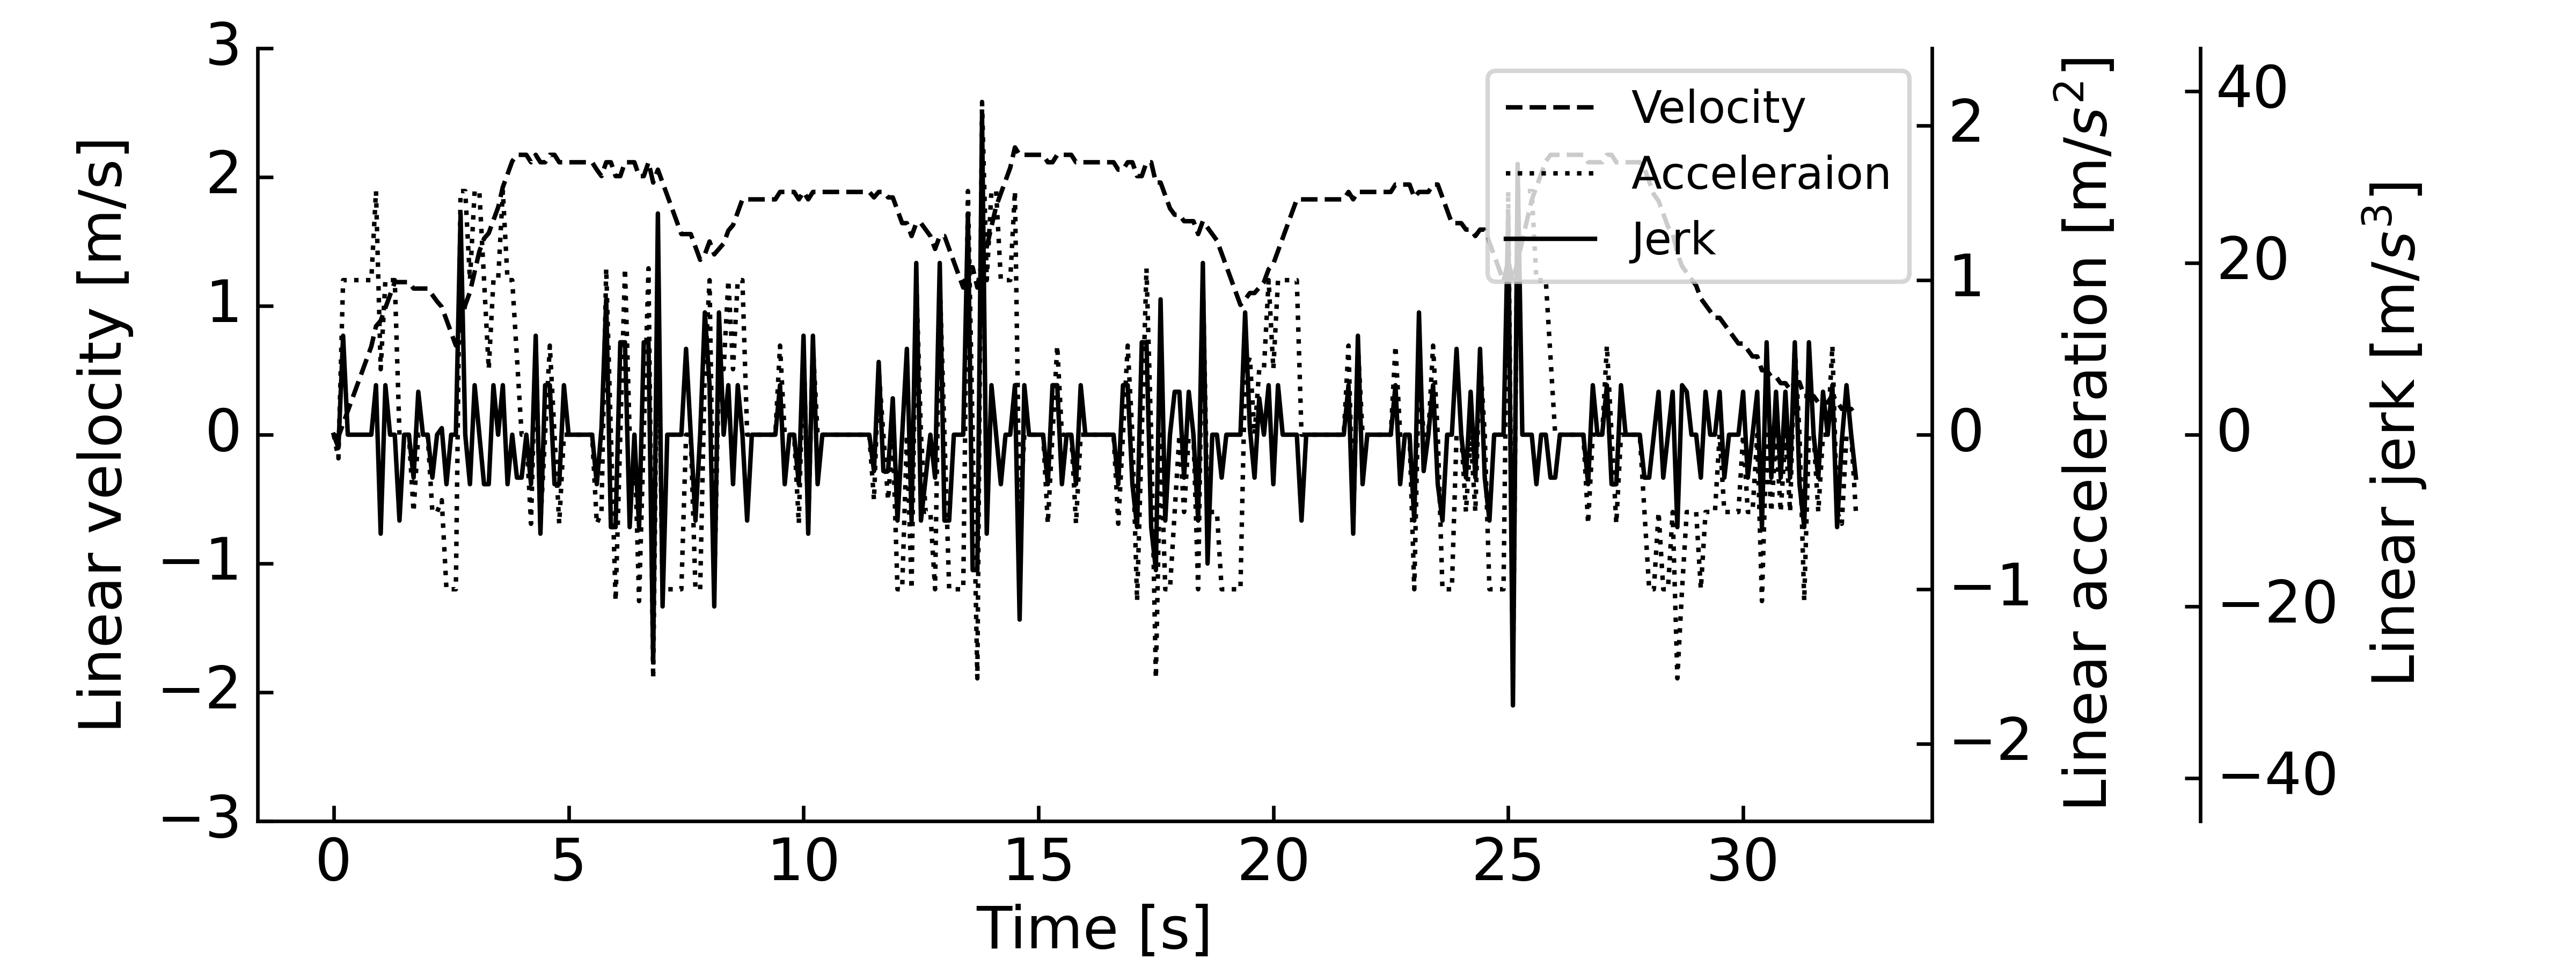 Linear velocity [m/s]
3
2
1
0
−1
−2
−3
0 5 10 15 20 25 30
Time [s]
Velocity
Acceleraion
Jerk
2
1
0
−1
−2
Linear acceleration [m/s²]
40
20
0
−20
−40
Linear jerk [m/s³]